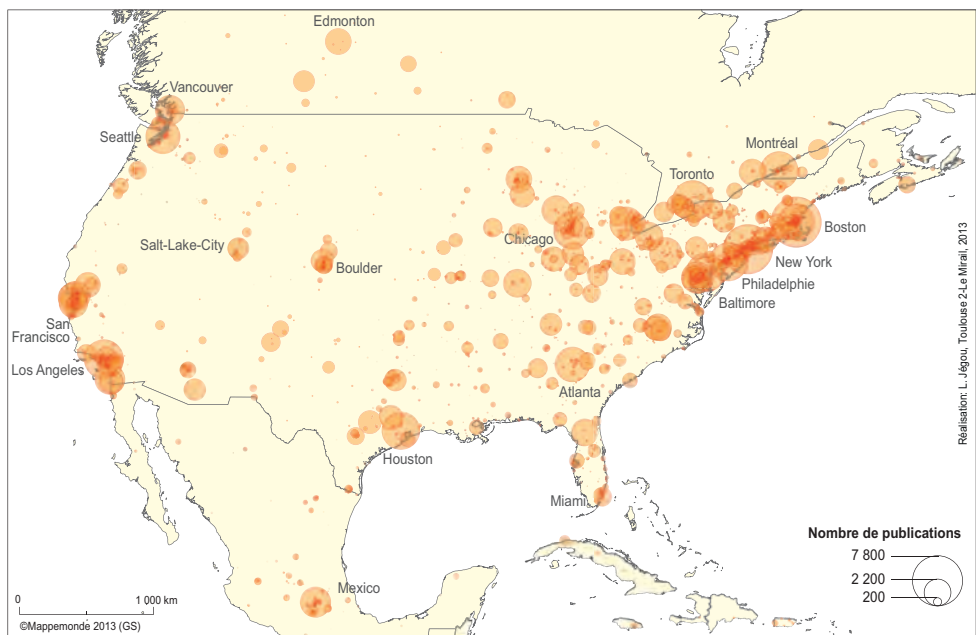 Edmonton
Vancouver
Seattle
Montréal
Toronto
Boston
Chicago
Salt-Lake-City
Boulder
New York
Philadelphie
Baltimore
San
Francisco
Los Angeles
Atlanta
Houston
Miami
Mexico
Nombre de publications
7 800
2 200
200
0
1 000 km
©Mappemonde 2013 (GS)
Réalisation: L. Jégou, Toulouse 2-Le Mirail, 2013